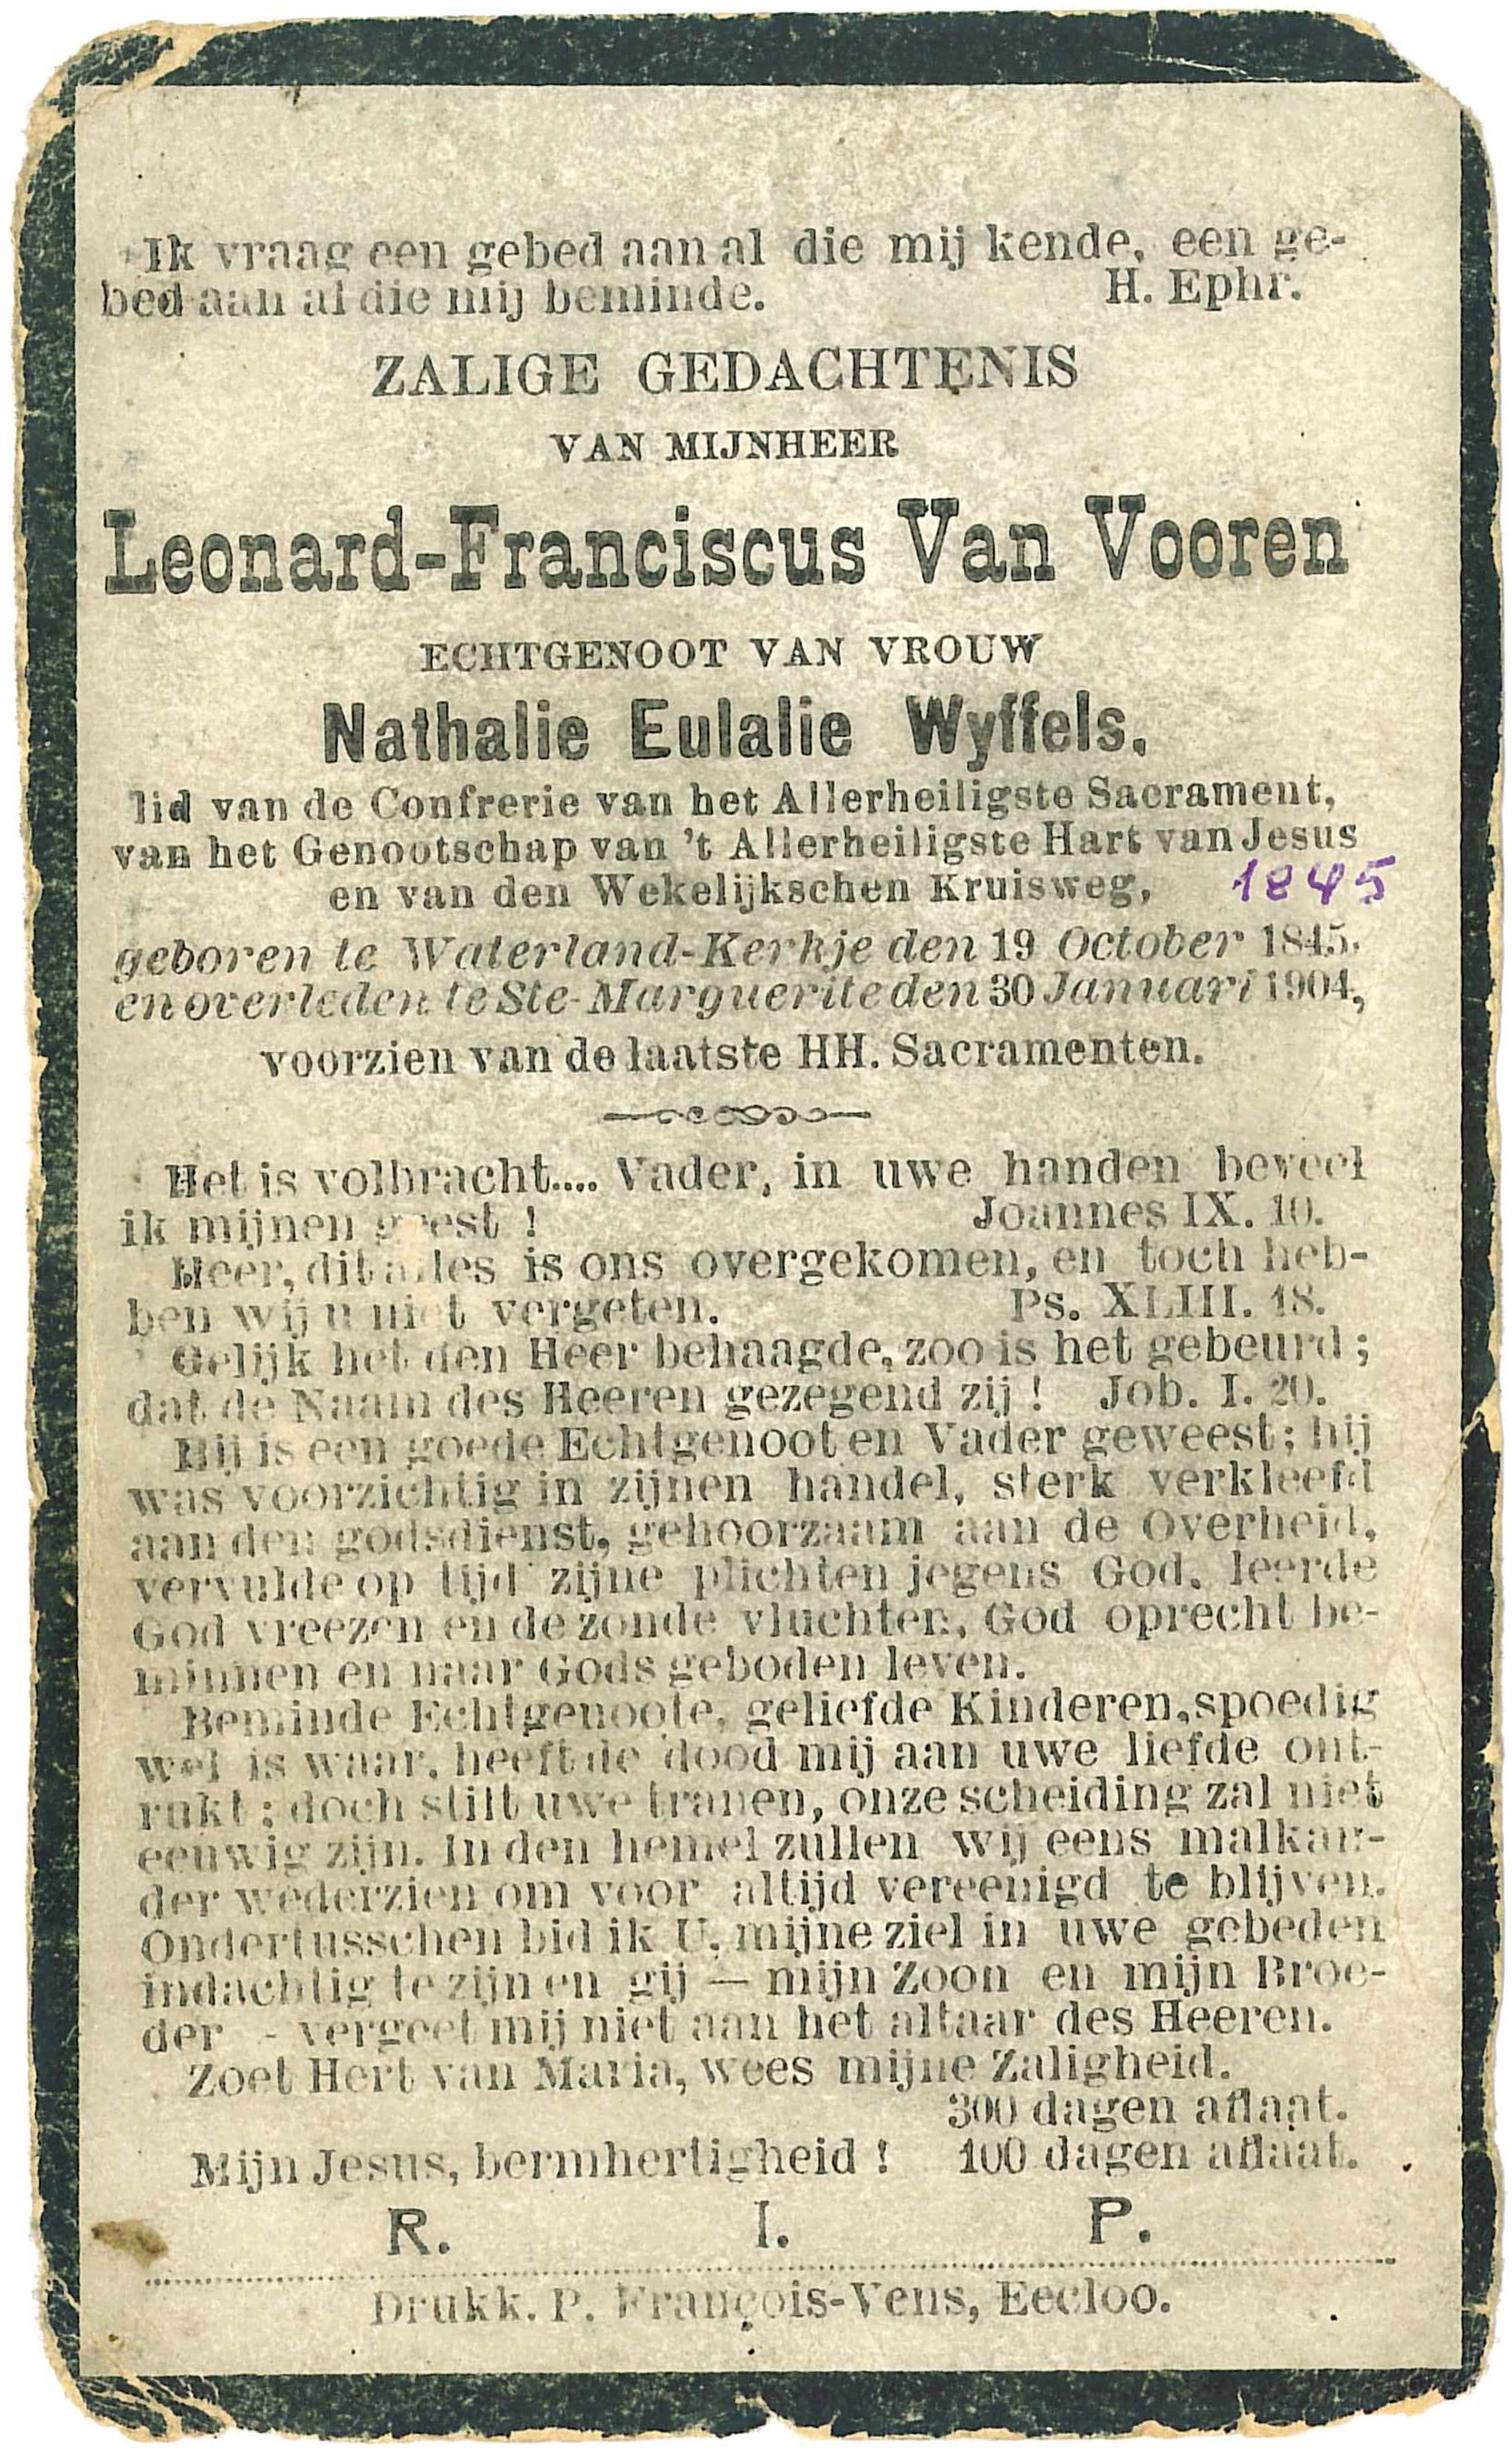 Ik vraag een gebed aan al die mij kende, een ge-
bed aan al die mij beminde. H. Ephr.
ZALIGE GEDACHTENIS
VAN MIJNHEER
Leonard-Franciscus Van Vooren
ECHTGENOOT VAN VROUW
Nathalie Eulalie Wyffels,
lid van de Confrerie van het Allerheiligste Sacrament,
van het Genootschap van 't Allerheiligste Hart van Jesus
en van den Wekelijkschen Kruisweg, 1845
geboren te Waterland-Kerkje den 19 October 1845.
en overleden te Ste-Marguerite den 30 Januari 1904,
voorzien van de laatste HH. Sacramenten.
Het is volbracht.... Vader, in uwe handen beveel
ik mijnen geest ! Joannes IX. 10.
Heer, dit alles is ons overgekomen, en toch heb-
ben wij u niet vergeten. Ps. XLIII. 18.
Gelijk het den Heer behaagde, zoo is het gebeurd ;
dat de Naam des Heeren gezegend zij ! Job. I. 20.
Hij is een goede Echtgenoot en Vader geweest ; hij
was voorzichtig in zijnen handel, sterk verkleefd
aan den godsdienst, gehoorzaam aan de Overheid,
vervulde op tijd zijne plichten jegens God, leerde
God vreezen en de zonde vluchten, God oprecht be-
minnen en naar Gods geboden leven.
Beminde Echtgenoote, geliefde Kinderen, spoedig
wel is waar, heeft de dood mij aan uwe liefde ont-
rukt ; doch stilt uwe tranen, onze scheiding zal niet
eeuwig zijn. In den hemel zullen wij eens malkan-
der wederzien om voor altijd vereenigd te blijven.
Ondertusschen bid ik U, mijne ziel in uwe gebeden
indachtig te zijn en gij — mijn Zoon en mijn Broe-
der - vergeet mij niet aan het altaar des Heeren.
Zoet Hert van Maria, wees mijne Zaligheid.
300 dagen aflaat.
Mijn Jesus, bermhertigheid ! 100 dagen aflaat.
R. I. P.
Drukk. P. François-Vens, Eecloo.